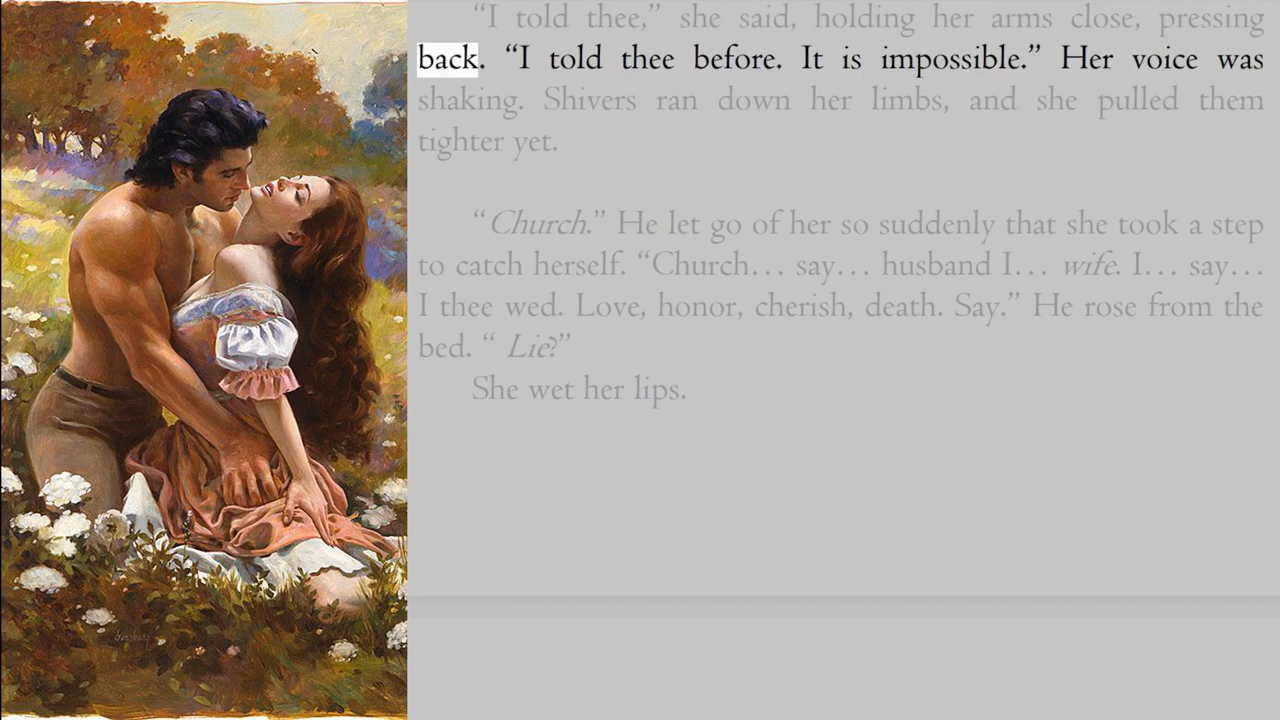 “I told thee,” she said, holding her arms close, pressing
back. “I told thee before. It is impossible.” Her voice was
shaking. Shivers ran down her limbs, and she pulled them
tighter yet.
“Church.” He let go of her so suddenly that she took a step
to catch herself. “Church… say… husband I… wife. I… say…
I thee wed. Love, honor, cherish, death. Say.” He rose from the
bed. “ Lie?”
She wet her lips.